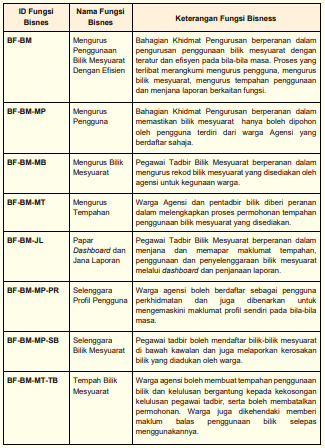 ID Fungsi Bisnes
Nama Fungsi Bisnes
Keterangan Fungsi Bisness
BF-BM
Mengurus
Penggunaan
Bilik Mesyuarat
Dengan Efisien
Bahagian Khidmat Pengurusan berperanan dalam
pengurusan penggunaan bilik mesyuarat dengan
teratur dan efisyen pada bila-bila masa. Proses yang
terlibat merangkumi mengurus pengguna, mengurus
bilik mesyuarat, mengurus tempahan penggunaan
dan menjana laporan berkaitan fungsi.
BF-BM-MP
Mengurus
Pengguna
Bahagian Khidmat Pengurusan berperanan dalam
memastikan bilik mesyuarat hanya boleh dipohon
oleh pengguna terdiri dari warga Agensi yang
berdaftar sahaja.
BF-BM-MB
Mengurus Bilik
Mesyuarat
Pegawai Tadbir Bilik Mesyuarat berperanan dalam
mengurus rekod bilik mesyuarat yang disediakan oleh
agensi untuk kegunaan warga.
BF-BM-MT
Mengurus
Tempahan
Warga Agensi dan pentadbir bilik diberi peranan
dalam melengkapkan proses permohonan tempahan
penggunaan bilik mesyuarat yang disediakan.
BF-BM-JL
Papar
Dashboard dan
Jana Laporan
Pegawai Tadbir Bilik Mesyuarat berperanan dalam
menjana dan memapar maklumat tempahan,
penggunaan dan penyelenggaraan bilik mesyuarat
melalui dashboard dan penjanaan laporan.
BF-BM-MP-PR
Selenggara
Profil Pengguna
Warga agensi boleh berdaftar sebagai pengguna
perkhidmatan dan juga dibenarkan untuk
mengemaskini maklumat profil sendiri pada bila-bila
masa.
BF-BM-MP-SB
Selenggara
Bilik Mesyuarat
Pegawai tadbir boleh mendaftar bilik-bilik mesyuarat
di bawah kawalan dan juga melaporkan kerosakan
bilik yang diadukan oleh warga.
BF-BM-MT-TB
Tempah Bilik
Mesyuarat
Warga agensi boleh membuat tempahan penggunaan
bilik dan kelulusan bergantung kepada kekosongan
kelulusan pegawai tadbir, serta boleh membatalkan
permohonan. Warga juga dikehendaki memberi
maklum balas penggunaan bilik selepas
menggunakannya.